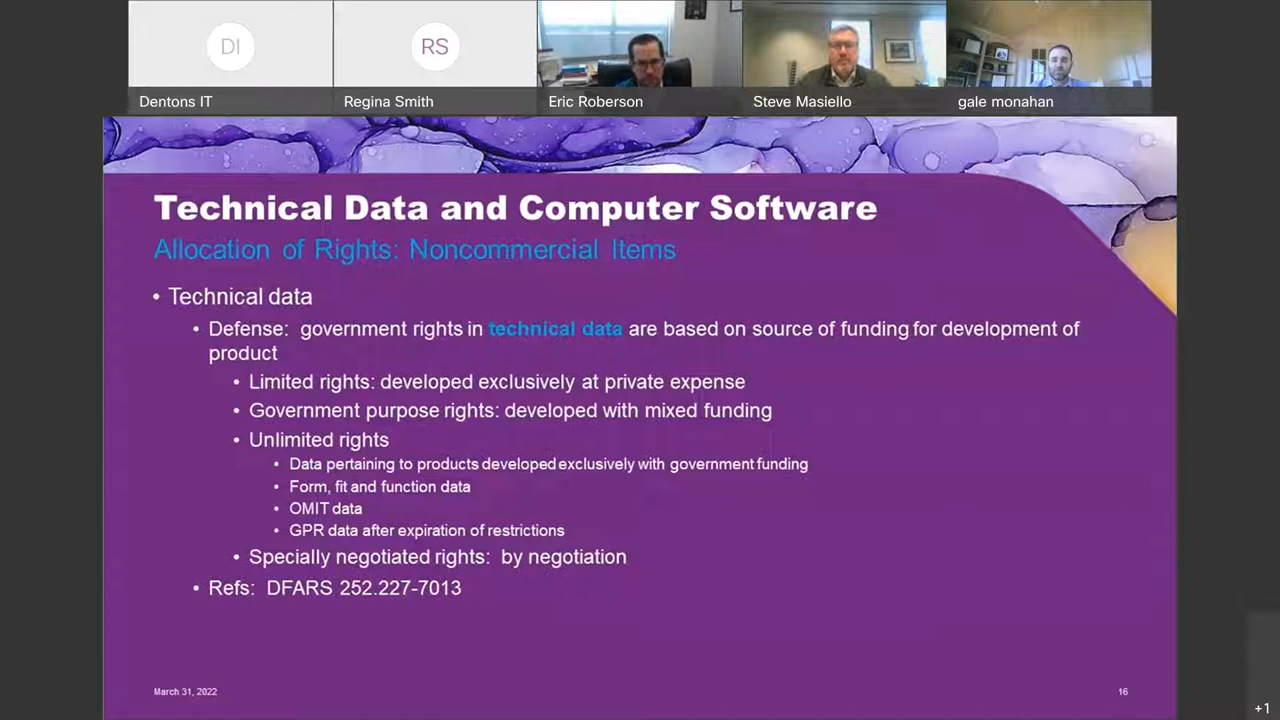 DI
RS
Dentons IT
Regina Smith
Eric Roberson
Steve Masiello
gale monahan
Technical Data and Computer Software
Allocation of Rights: Noncommercial Items
• Technical data
• Defense: government rights in technical data are based on source of funding for development of
product
• Limited rights: developed exclusively at private expense
• Government purpose rights: developed with mixed funding
• Unlimited rights
• Data pertaining to products developed exclusively with government funding
• Form, fit and function data
• OMIT data
• GPR data after expiration of restrictions
• Specially negotiated rights: by negotiation
• Refs: DFARS 252.227-7013
March 31, 2022
16
+1